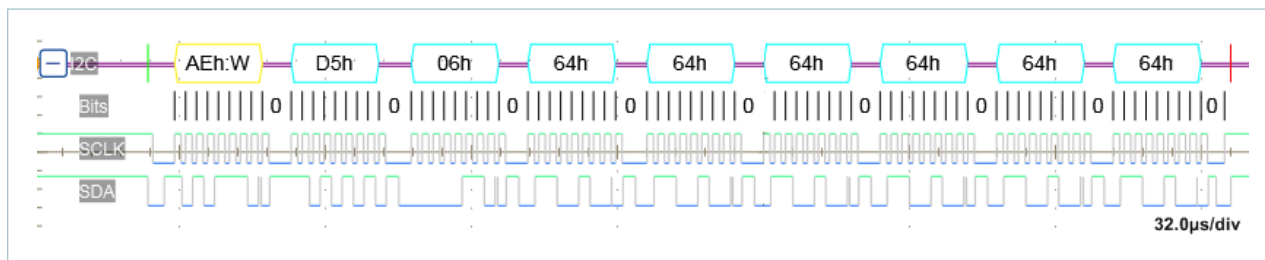 I2C AEh:W D5h 06h 64h 64h 64h 64h 64h 64h
Bits 0 0 0 0 0 0 0 0 0
SCLK
SDA
32.0µs/div